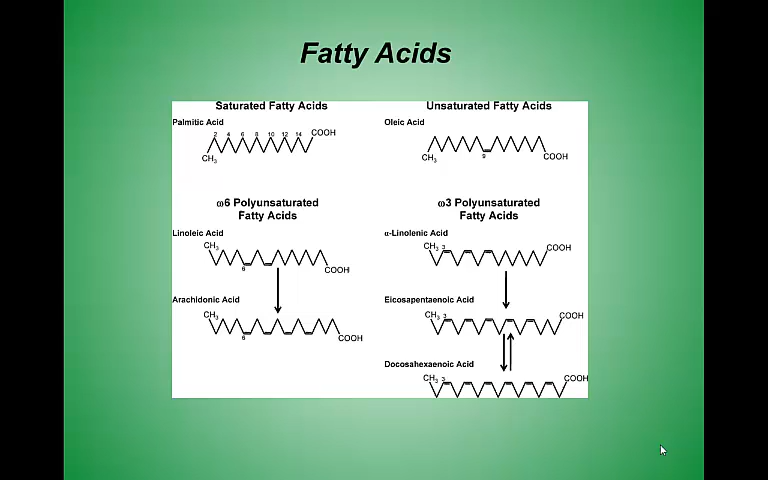 Fatty Acids
Saturated Fatty Acids
Palmitic Acid
2 4 6 8 10 12 14
COOH
CH3
Unsaturated Fatty Acids
Oleic Acid
CH3
9
COOH
ω6 Polyunsaturated
Fatty Acids
Linoleic Acid
CH3
6
COOH
Arachidonic Acid
CH3
6
COOH
ω3 Polyunsaturated
Fatty Acids
α-Linolenic Acid
CH3 3
COOH
Eicosapentaenoic Acid
CH3 3
COOH
Docosahexaenoic Acid
CH3 3
COOH